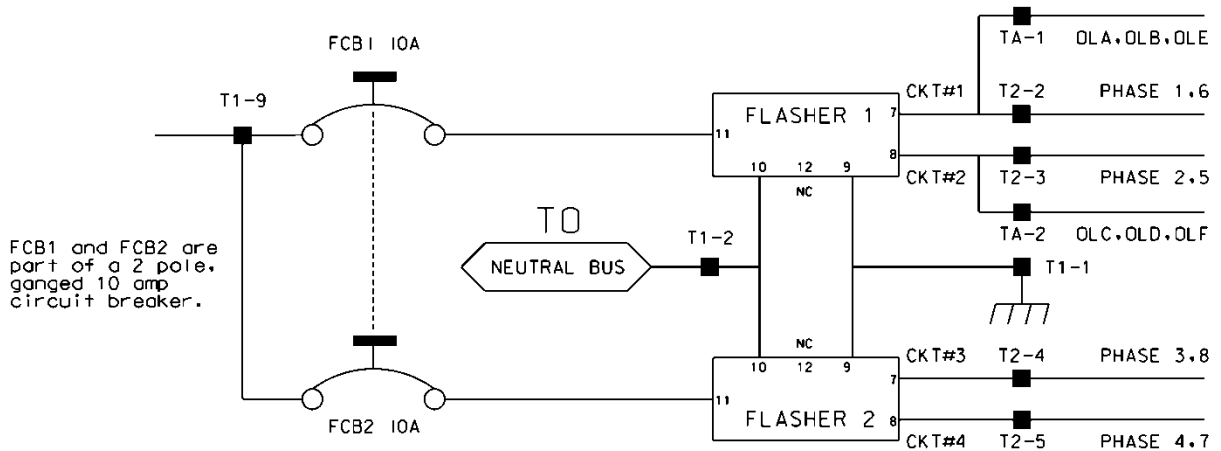 FCB1 10A
T1-9
FCB1 and FCB2 are
part of a 2 pole,
ganged 10 amp
circuit breaker.
FCB2 10A
TO
NEUTRAL BUS
T1-2
11
FLASHER 1
7
8
10 12 9
NC
CKT#1
CKT#2
TA-1 OLA,OLB,OLE
T2-2 PHASE 1,6
T2-3 PHASE 2,5
TA-2 OLC,OLD,OLF
T1-1
NC
10 12 9
11
FLASHER 2
7
8
CKT#3 T2-4 PHASE 3,8
CKT#4 T2-5 PHASE 4,7